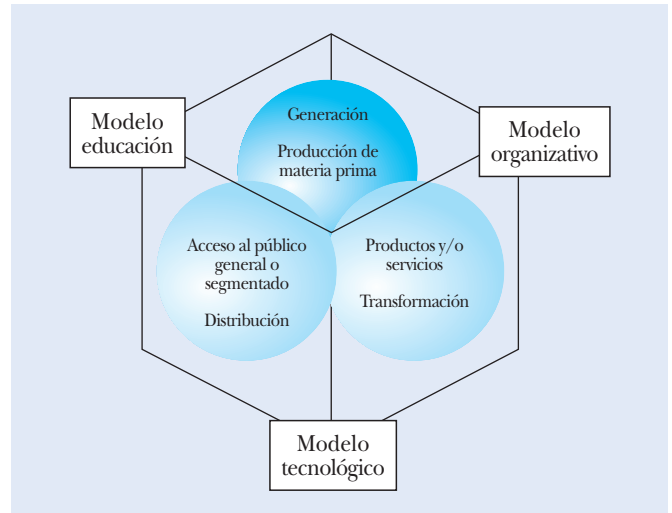 Generación
Producción de
materia prima
Modelo
educación
Modelo
organizativo
Acceso al público
general o
segmentado
Distribución
Productos y/o
servicios
Transformación
Modelo
tecnológico